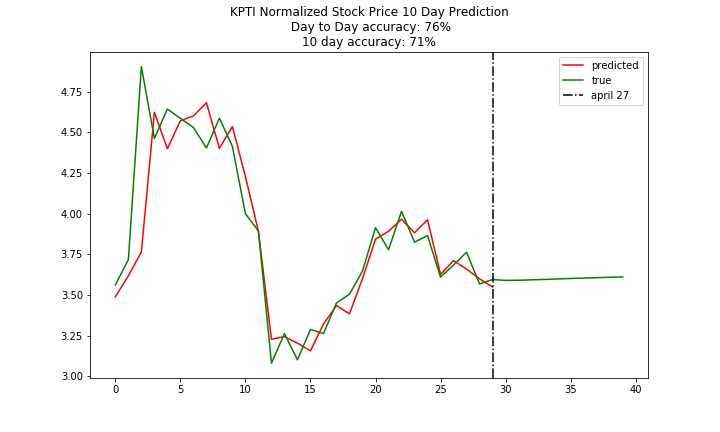 KPTI Normalized Stock Price 10 Day Prediction
Day to Day accuracy: 76%
10 day accuracy: 71%
predicted
true
april 27
4.75
4.50
4.25
4.00
3.75
3.50
3.25
3.00
0 5 10 15 20 25 30 35 40